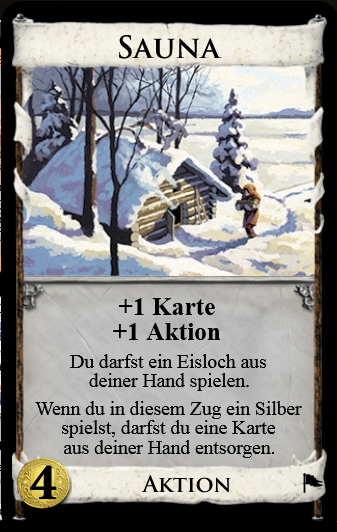 Sauna
+1 Karte
+1 Aktion
Du darfst ein Eisloch aus
deiner Hand spielen.
Wenn du in diesem Zug ein Silber
spielst, darfst du eine Karte
aus deiner Hand entsorgen.
4
Aktion